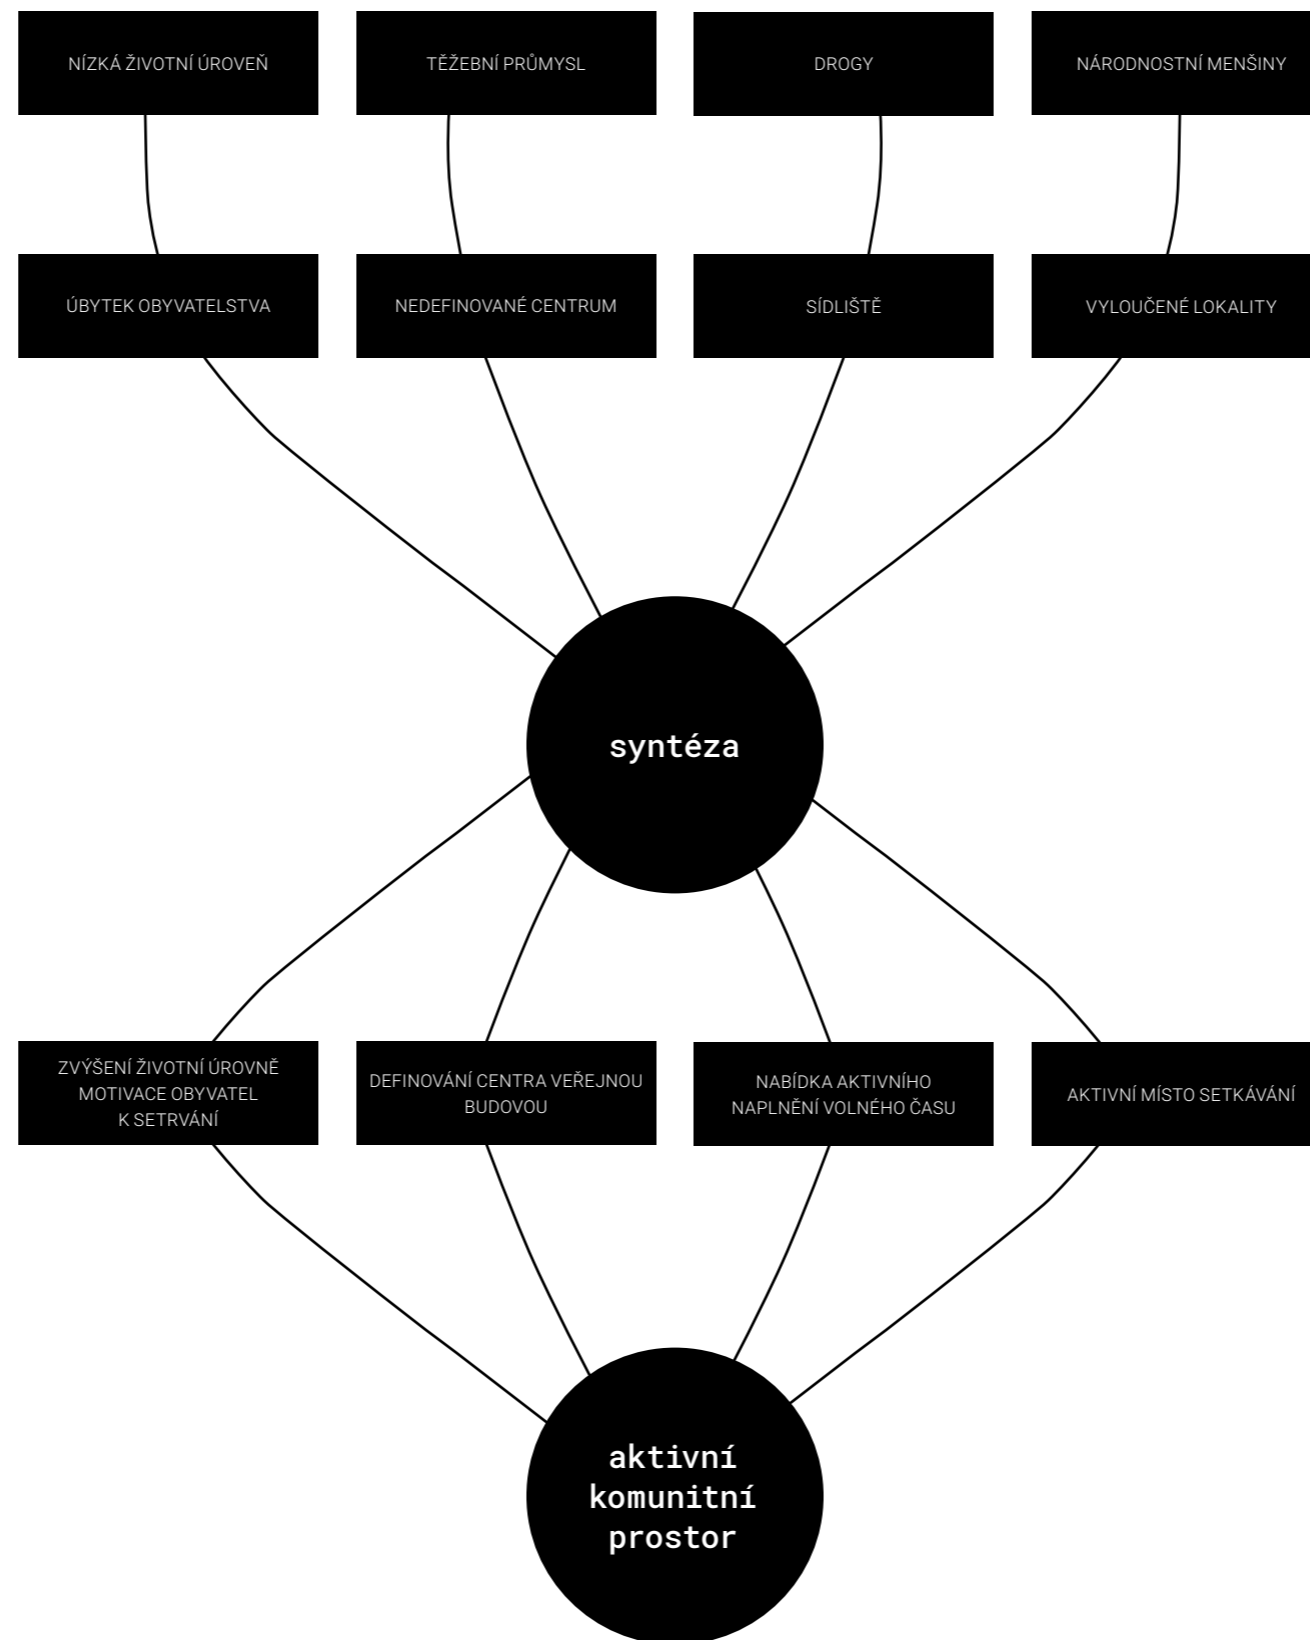 NÍZKÁ ŽIVOTNÍ ÚROVEŇ
TĚŽEBNÍ PRŮMYSL
DROGY
NÁRODNOSTNÍ MENŠINY
ÚBYTEK OBYVATELSTVA
NEDEFINOVANÉ CENTRUM
SÍDLIŠTĚ
VYLOUČENÉ LOKALITY
syntéza
ZVÝŠENÍ ŽIVOTNÍ ÚROVNĚ
MOTIVACE OBYVATEL
K SETRVÁNÍ
DEFINOVÁNÍ CENTRA VEŘEJNOU
BUDOVOU
NABÍDKA AKTIVNÍHO
NAPLNĚNÍ VOLNÉHO ČASU
AKTIVNÍ MÍSTO SETKÁVÁNÍ
aktivní
komunitní
prostor